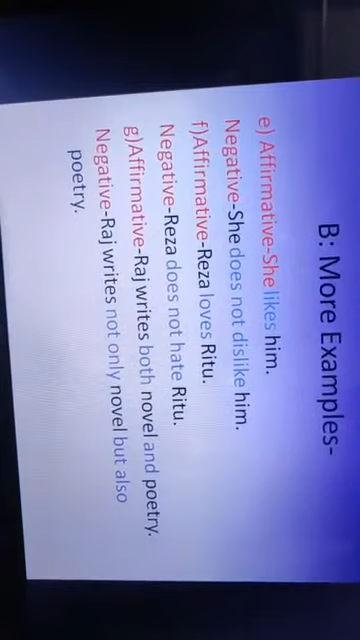 B: More Examples-
e) Affirmative-She likes him.
Negative-She does not dislike him.
f)Affirmative-Reza loves Ritu.
Negative-Reza does not hate Ritu.
g)Affirmative-Raj writes both novel and poetry.
Negative-Raj writes not only novel but also
poetry.